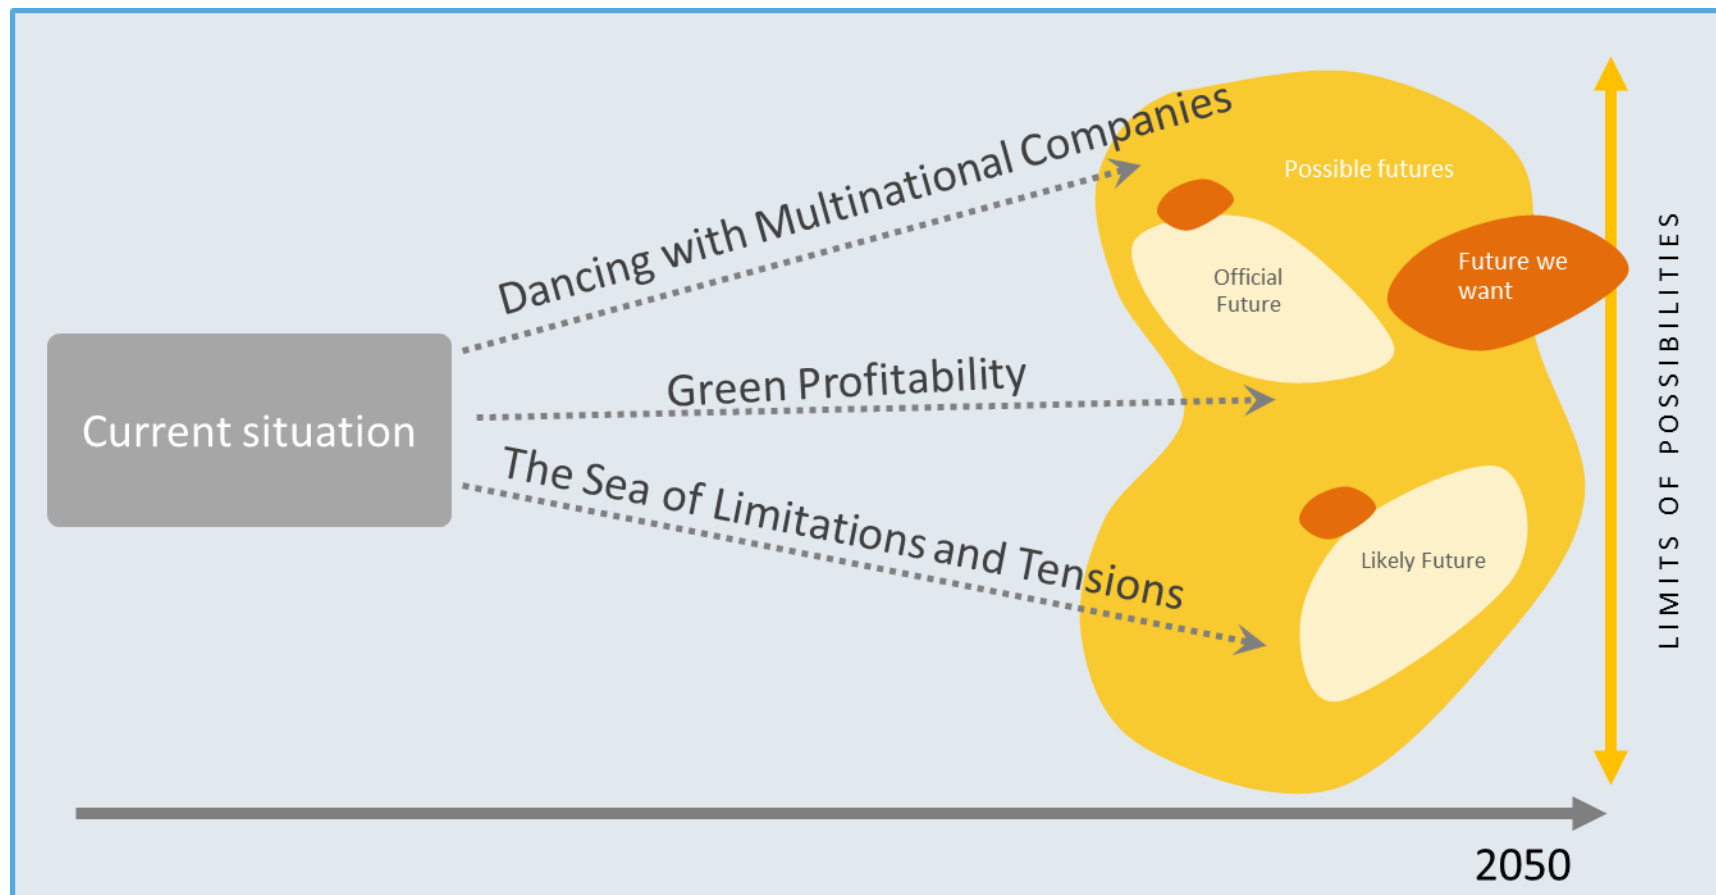 Dancing with Multinational Companies
Possible futures
Official
Future
Future we
want
Green Profitability
Current situation
The Sea of Limitations and Tensions
Likely Future
LIMITS OF POSSIBILITIES
2050